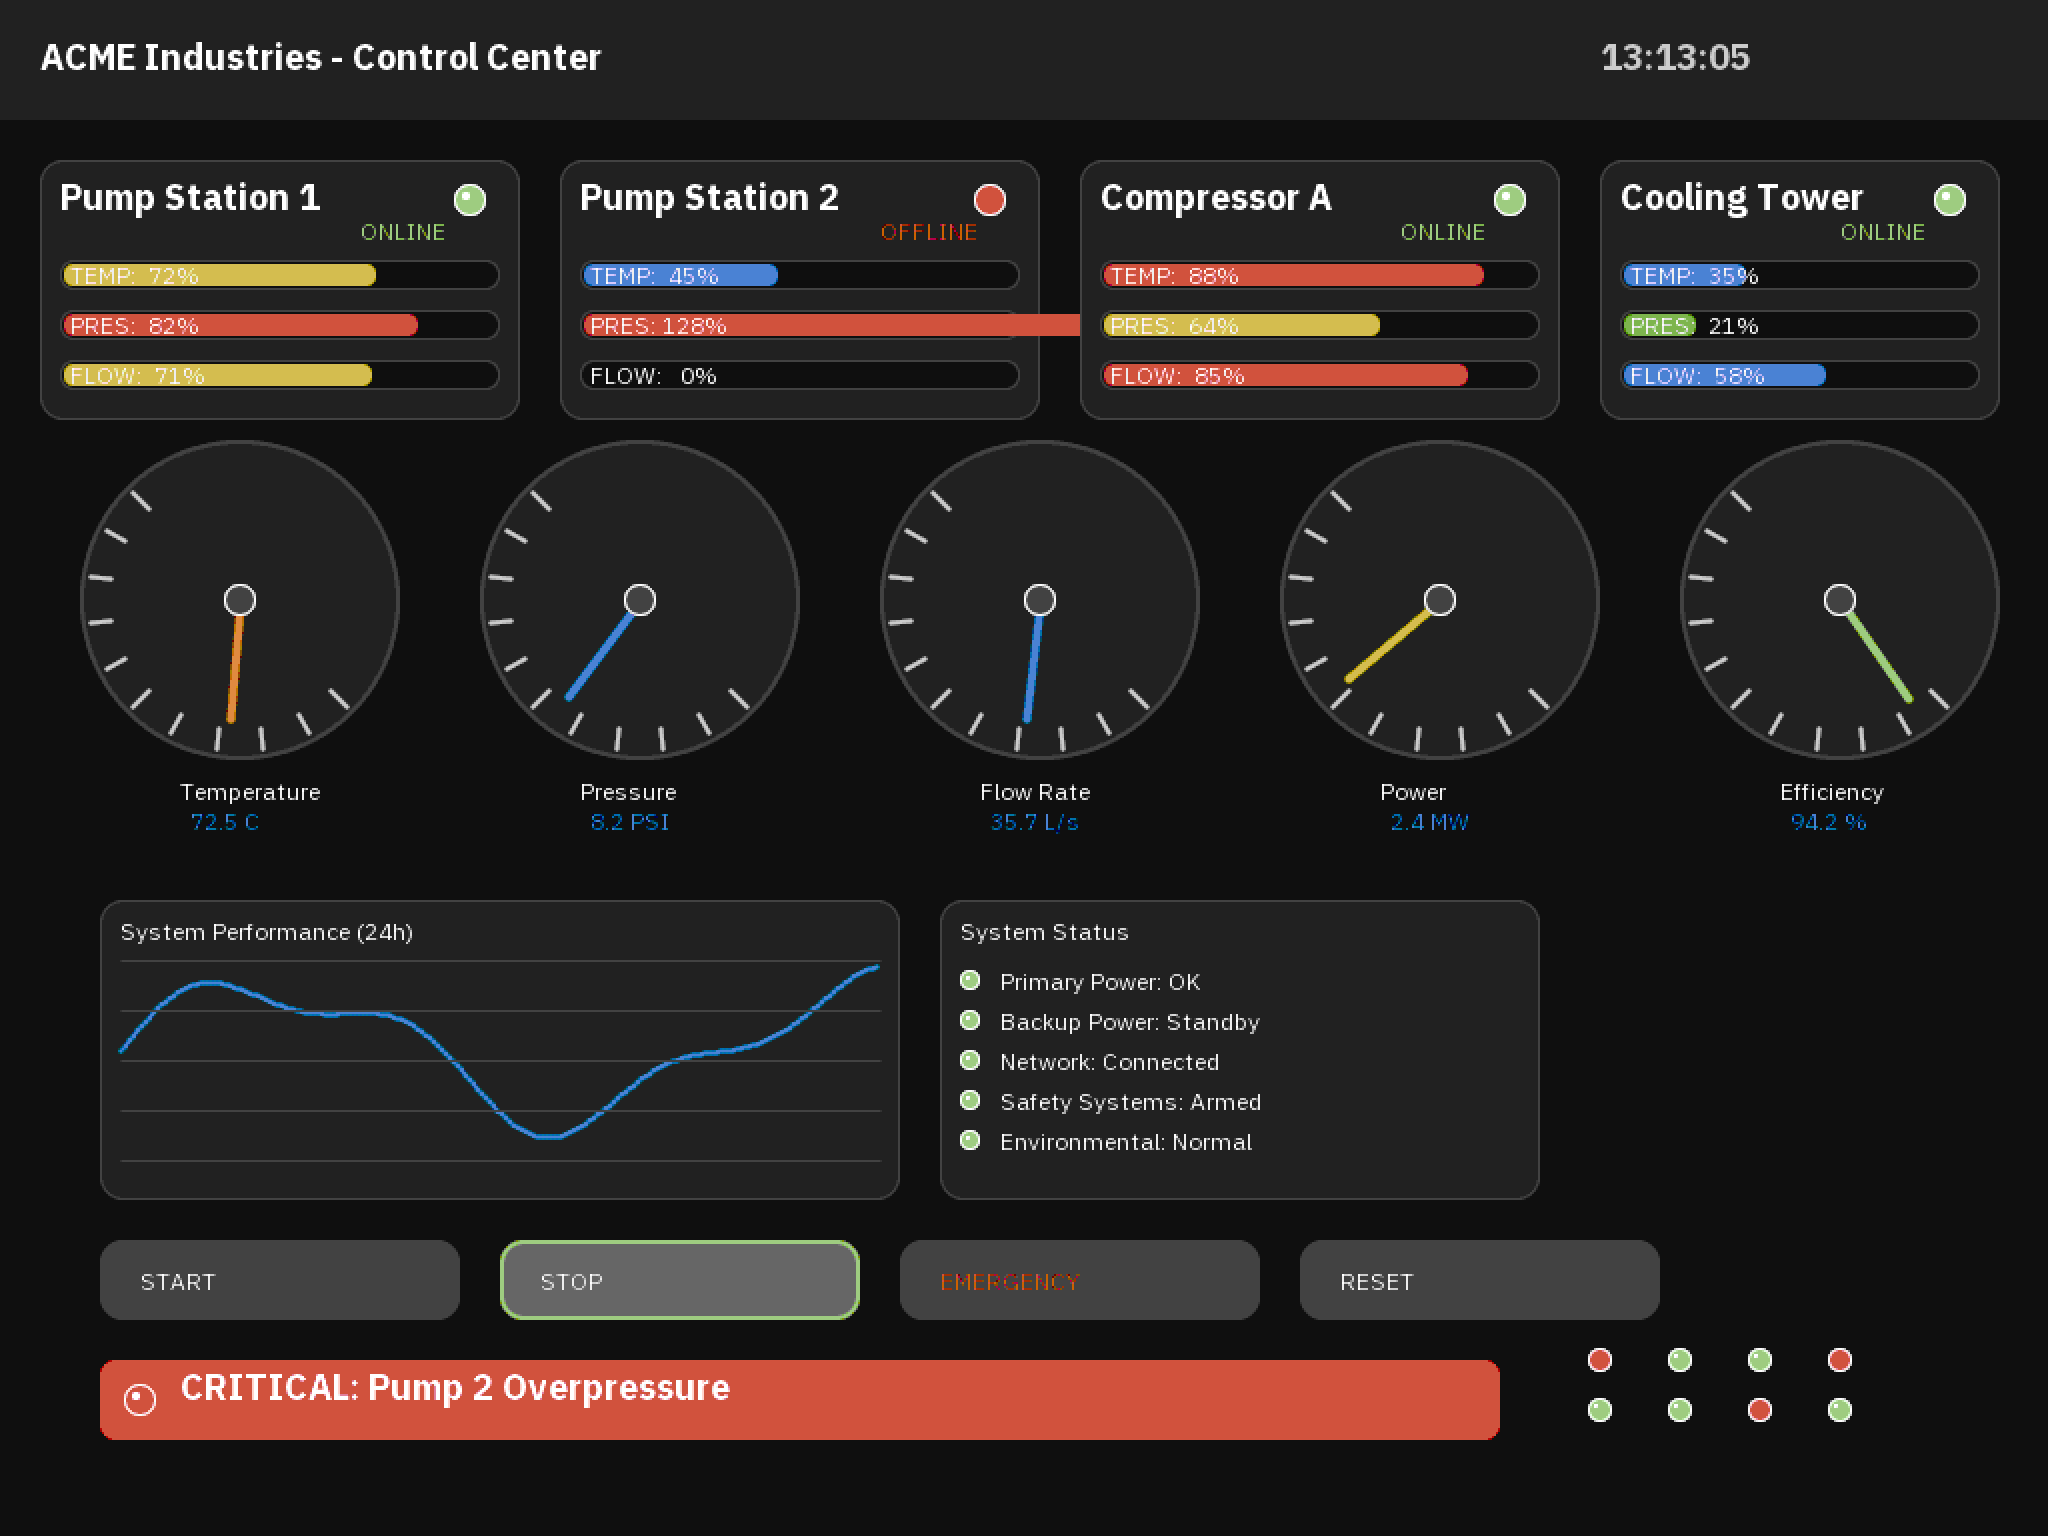 ACME Industries - Control Center
13:13:05
Pump Station 1
ONLINE
TEMP: 72%
PRES: 82%
FLOW: 71%
Pump Station 2
OFFLINE
TEMP: 45%
PRES: 128%
FLOW: 0%
Compressor A
ONLINE
TEMP: 88%
PRES: 64%
FLOW: 85%
Cooling Tower
ONLINE
TEMP: 35%
PRES: 21%
FLOW: 58%
Temperature
72.5 C
Pressure
8.2 PSI
Flow Rate
35.7 L/s
Power
2.4 MW
Efficiency
94.2 %
System Performance (24h)
System Status
Primary Power: OK
Backup Power: Standby
Network: Connected
Safety Systems: Armed
Environmental: Normal
START
STOP
EMERGENCY
RESET
CRITICAL: Pump 2 Overpressure